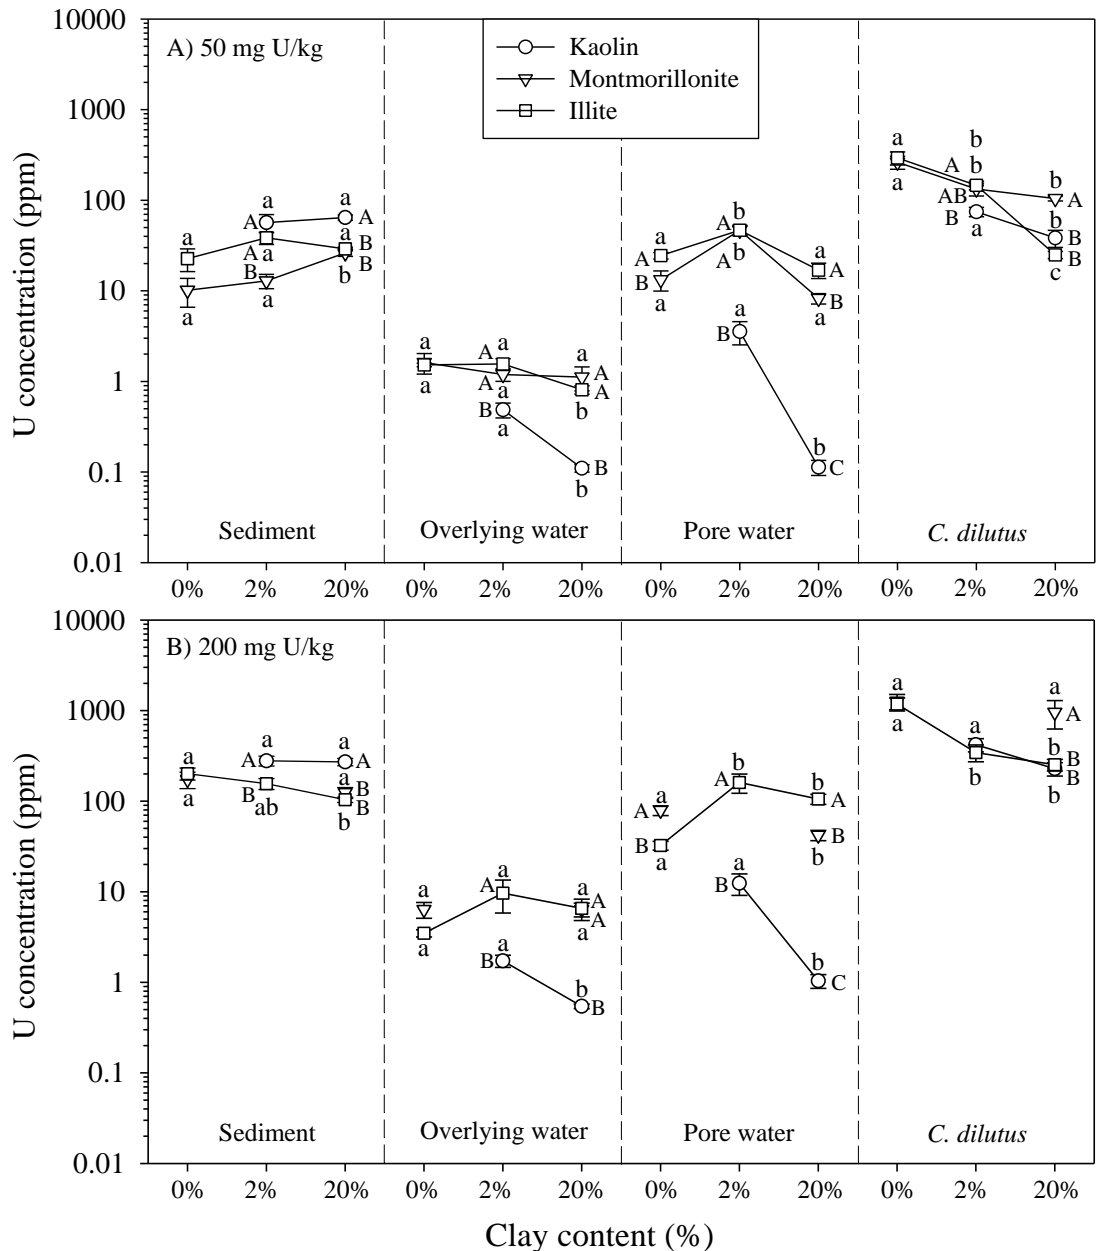 A) 50 mg U/kg
Kaolin
Montmorillonite
Illite
U concentration (ppm)
10000
1000
100
10
1
0.1
0.01
a a a
A A
a B
A a B
B b
a a
a a a
A A
A A
a b
a B a B
b
a b a
A A A
B A B
a b a
a
B
b C
a b
A b b
AB A
B b
a B
B
c
a
Sediment Overlying water Pore water C. dilutus
0% 2% 20% 0% 2% 20% 0% 2% 20% 0% 2% 20%
B) 200 mg U/kg
U concentration (ppm)
10000
1000
100
10
1
0.1
0.01
a a a
A A
a B
B B
a ab b
a a a
A A
A
a a
a
B b
B
a b b
A A A
B B
a b
a
B
b C
a a a
A
b B
B
a b b
Sediment Overlying water Pore water C. dilutus
0% 2% 20% 0% 2% 20% 0% 2% 20% 0% 2% 20%
Clay content (%)